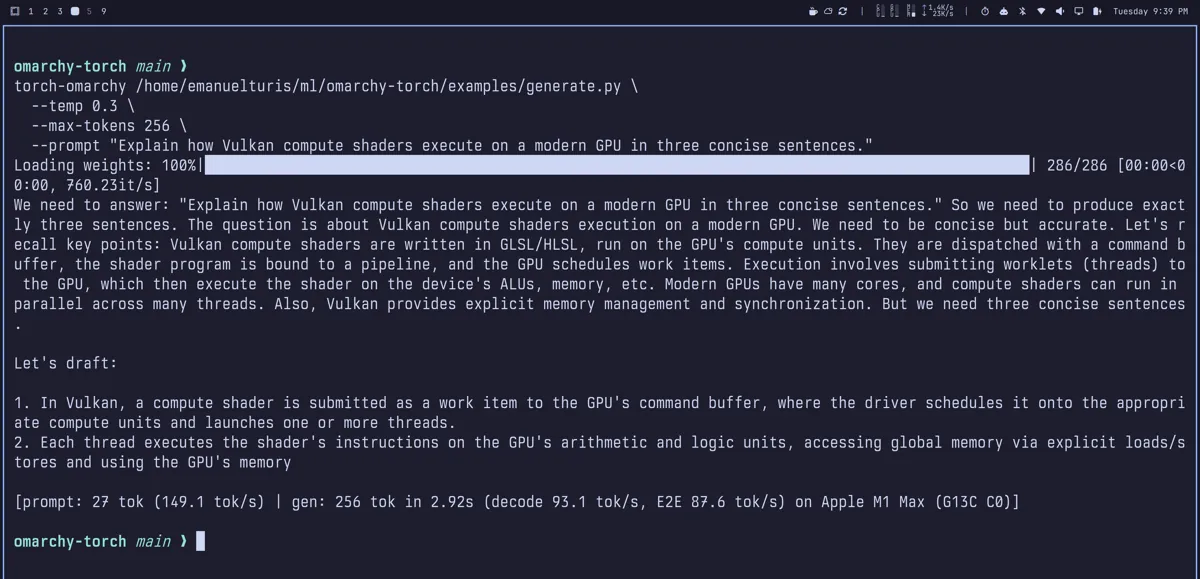 1 2 3 5 9 | ↑ 1.4K/s ↓ 23K/s | Tuesday 9:39 PM
omarchy-torch main ❯
torch-omarchy /home/emanuelturis/ml/omarchy-torch/examples/generate.py \
--temp 0.3 \
--max-tokens 256 \
--prompt "Explain how Vulkan compute shaders execute on a modern GPU in three concise sentences."
Loading weights: 100%| | 286/286 [00:00<0
0:00, 760.23it/s]
We need to answer: "Explain how Vulkan compute shaders execute on a modern GPU in three concise sentences." So we need to produce exact
ly three sentences. The question is about Vulkan compute shaders execution on a modern GPU. We need to be concise but accurate. Let's r
ecall key points: Vulkan compute shaders are written in GLSL/HLSL, run on the GPU's compute units. They are dispatched with a command b
uffer, the shader program is bound to a pipeline, and the GPU schedules work items. Execution involves submitting worklets (threads) to
the GPU, which then execute the shader on the device's ALUs, memory, etc. Modern GPUs have many cores, and compute shaders can run in
parallel across many threads. Also, Vulkan provides explicit memory management and synchronization. But we need three concise sentences
.
Let's draft:
1. In Vulkan, a compute shader is submitted as a work item to the GPU's command buffer, where the driver schedules it onto the appropri
ate compute units and launches one or more threads.
2. Each thread executes the shader's instructions on the GPU's arithmetic and logic units, accessing global memory via explicit loads/s
tores and using the GPU's memory
[prompt: 27 tok (149.1 tok/s) | gen: 256 tok in 2.92s (decode 93.1 tok/s, E2E 87.6 tok/s) on Apple M1 Max (G13C C0)]
omarchy-torch main ❯